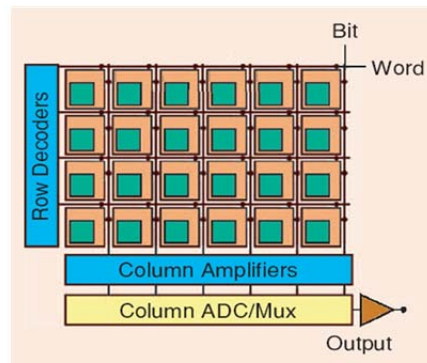 Bit
Word
Row Decoders
Column Amplifiers
Column ADC/Mux
Output